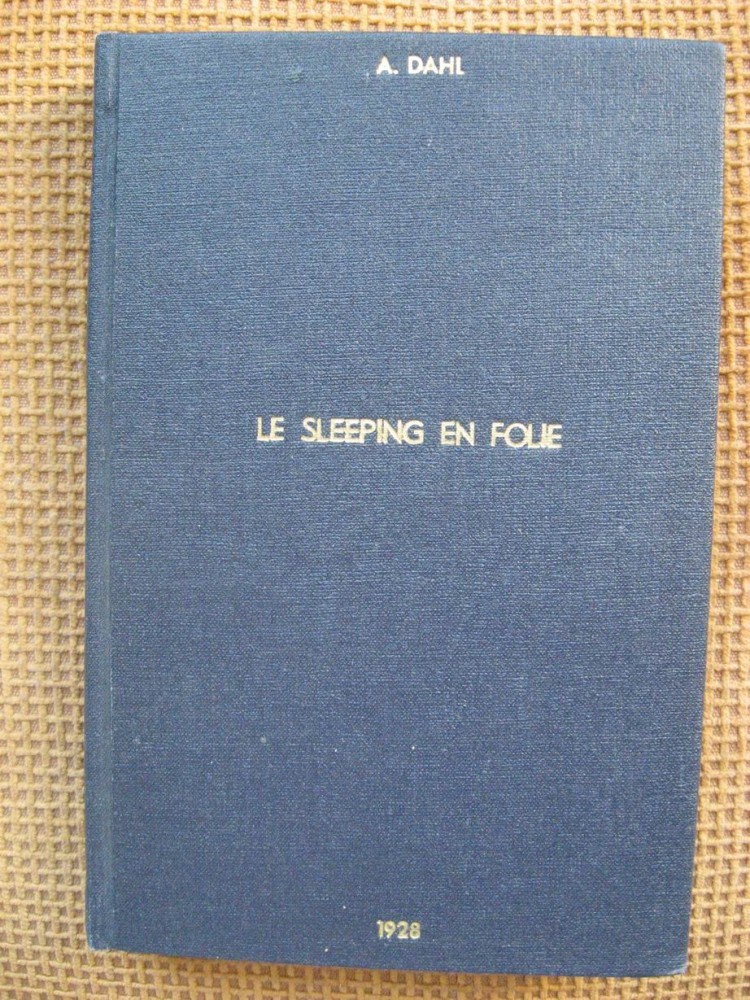 A. DAHL
LE SLEEPING EN FOLIE
1928